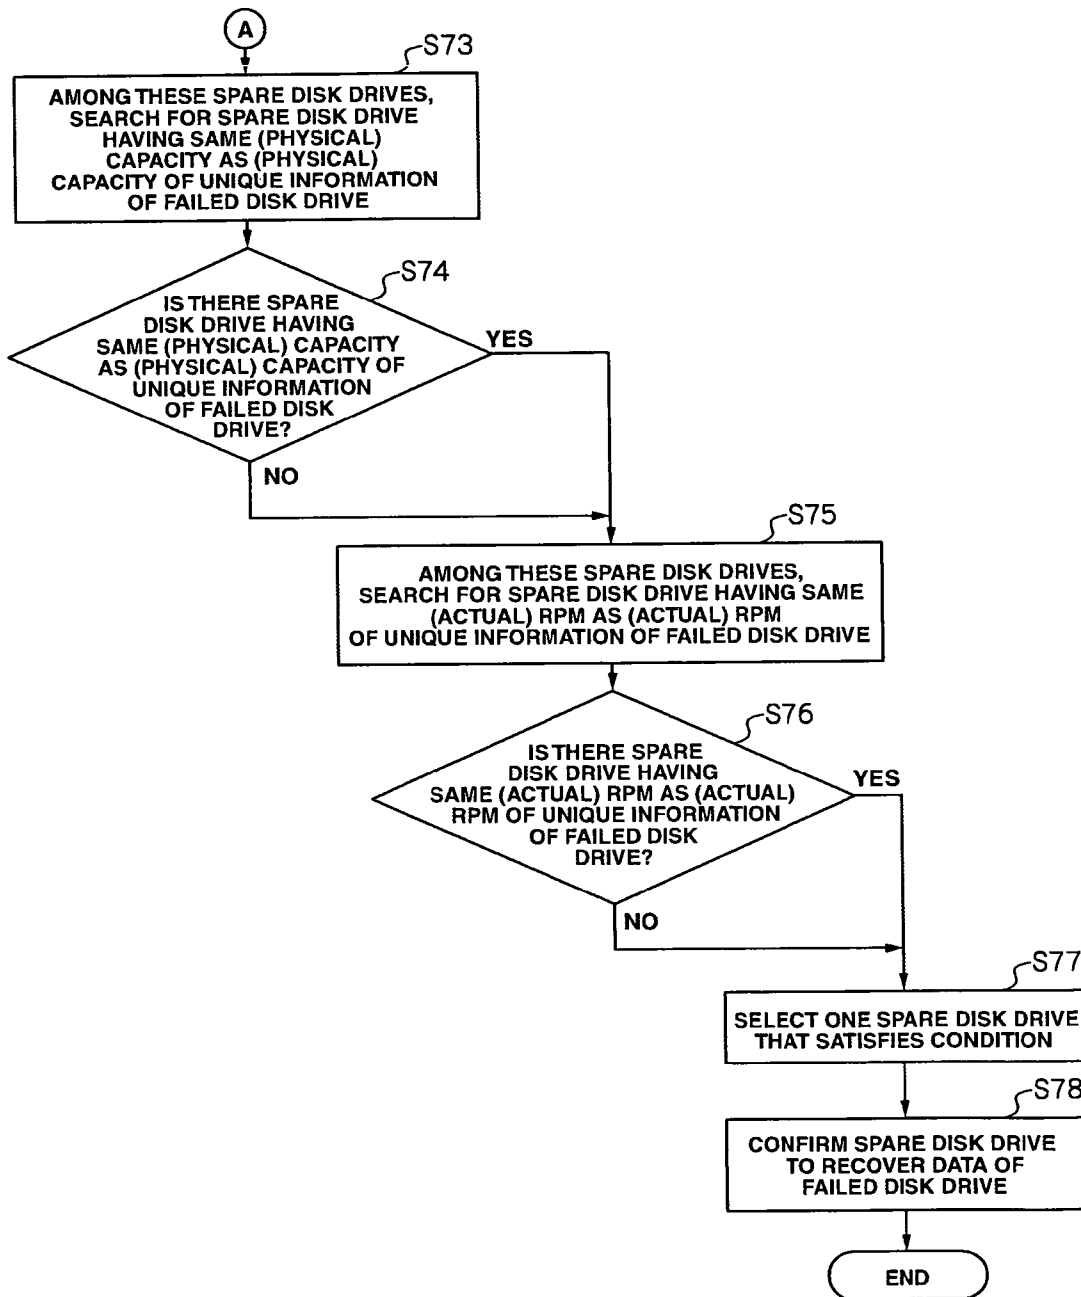 A
S73
AMONG THESE SPARE DISK DRIVES,
SEARCH FOR SPARE DISK DRIVE
HAVING SAME (PHYSICAL)
CAPACITY AS (PHYSICAL)
CAPACITY OF UNIQUE INFORMATION
OF FAILED DISK DRIVE
S74
IS THERE SPARE
DISK DRIVE HAVING
SAME (PHYSICAL) CAPACITY
AS (PHYSICAL) CAPACITY OF
UNIQUE INFORMATION
OF FAILED DISK
DRIVE?
YES
NO
S75
AMONG THESE SPARE DISK DRIVES,
SEARCH FOR SPARE DISK DRIVE HAVING SAME
(ACTUAL) RPM AS (ACTUAL) RPM
OF UNIQUE INFORMATION OF FAILED DISK DRIVE
S76
IS THERE SPARE
DISK DRIVE HAVING
SAME (ACTUAL) RPM AS (ACTUAL)
RPM OF UNIQUE INFORMATION
OF FAILED DISK
DRIVE?
YES
NO
S77
SELECT ONE SPARE DISK DRIVE
THAT SATISFIES CONDITION
S78
CONFIRM SPARE DISK DRIVE
TO RECOVER DATA OF
FAILED DISK DRIVE
END